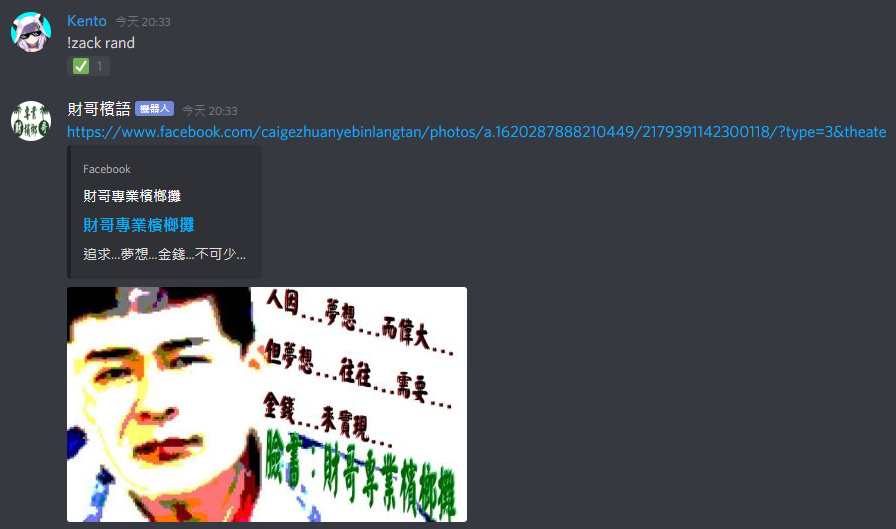 Kento 今天 20:33
!zack rand
1
財哥檳語 機器人 今天 20:33
https://www.facebook.com/caigezhuanyebinlangtan/photos/a.1620287888210449/2179391142300118/?type=3&theate
Facebook
財哥專業檳榔攤
財哥專業檳榔攤
追求...夢想...金錢...不可少...
人因...夢想...而偉大...
但夢想...往往...需要...
金錢...來實現...
臉書：財哥專業檳榔攤